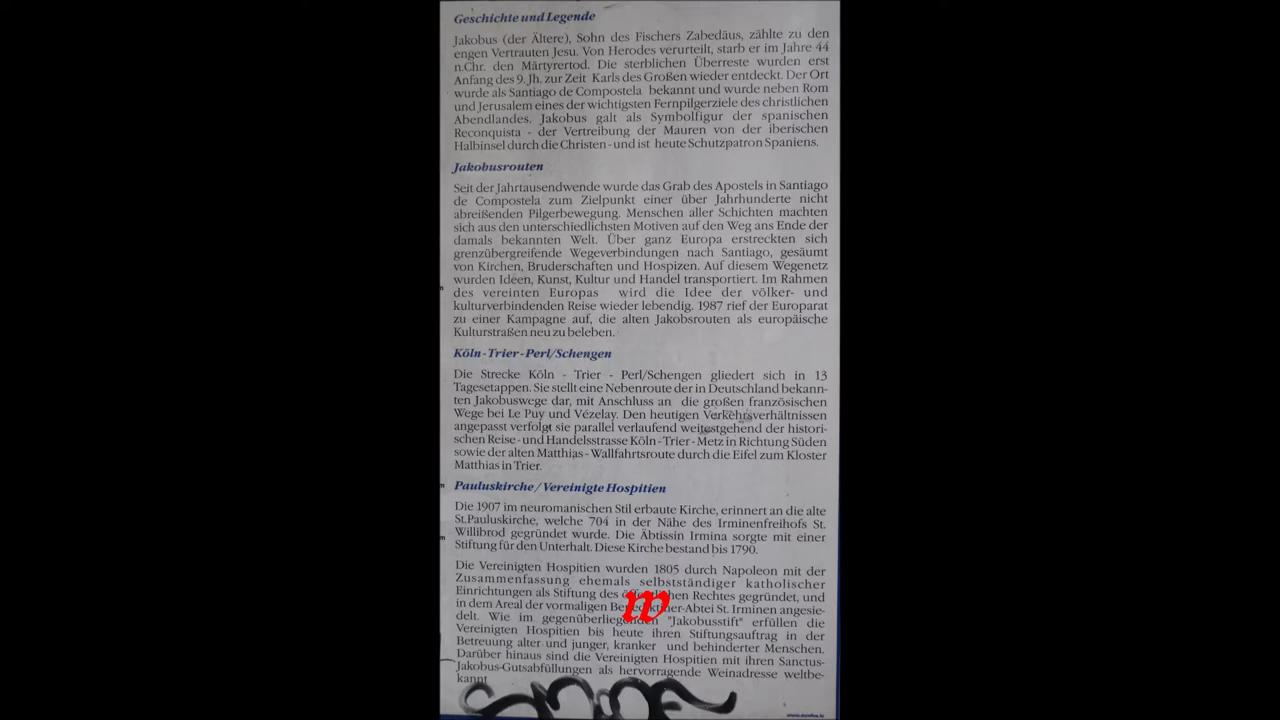 Geschichte und Legende
Jakobus (der Ältere), Sohn des Fischers Zabedäus, zählte zu den
engen Vertrauten Jesu. Von Herodes verurteilt, starb er im Jahre 44
n.Chr. den Märtyrertod. Die sterblichen Überreste wurden erst
Anfang des 9. Jh. zur Zeit Karls des Großen wieder entdeckt. Der Ort
wurde als Santiago de Compostela bekannt und wurde neben Rom
und Jerusalem eines der wichtigsten Fernpilgerziele des christlichen
Abendlandes. Jakobus galt als Symbolfigur der spanischen
Reconquista - der Vertreibung der Mauren von der iberischen
Halbinsel durch die Christen - und ist heute Schutzpatron Spaniens.
Jakobusrouten
Seit der Jahrtausendwende wurde das Grab des Apostels in Santiago
de Compostela zum Zielpunkt einer über Jahrhunderte nicht
abreißenden Pilgerbewegung. Menschen aller Schichten machten
sich aus den unterschiedlichsten Motiven auf den Weg ans Ende der
damals bekannten Welt. Über ganz Europa erstreckten sich
grenzübergreifende Wegeverbindungen nach Santiago, gesäumt
von Kirchen, Bruderschaften und Hospizen. Auf diesem Wegenetz
wurden Ideen, Kunst, Kultur und Handel transportiert. Im Rahmen
des vereinten Europas wird die Idee der völker- und
kulturverbindenden Reise wieder lebendig. 1987 rief der Europarat
zu einer Kampagne auf, die alten Jakobsrouten als europäische
Kulturstraßen neu zu beleben.
Köln - Trier - Perl/Schengen
Die Strecke Köln - Trier - Perl/Schengen gliedert sich in 13
Tagesetappen. Sie stellt eine Nebenroute der in Deutschland bekann-
ten Jakobuswege dar, mit Anschluss an die großen französischen
Wege bei Le Puy und Vézelay. Den heutigen Verkehrsverhältnissen
angepasst verfolgt sie parallel verlaufend weitestgehend der histori-
schen Reise - und Handelsstrasse Köln - Trier - Metz in Richtung Süden
sowie der alten Matthias - Wallfahrtsroute durch die Eifel zum Kloster
Matthias in Trier.
Pauluskirche / Vereinigte Hospitien
Die 1907 im neuromanischen Stil erbaute Kirche, erinnert an die alte
St.Pauluskirche, welche 704 in der Nähe des Irminenfreihofs St.
Willibrod gegründet wurde. Die Äbtissin Irmina sorgte mit einer
Stiftung für den Unterhalt. Diese Kirche bestand bis 1790.
Die Vereinigten Hospitien wurden 1805 durch Napoleon mit der
Zusammenfassung ehemals selbstständiger katholischer
Einrichtungen als Stiftung des öffentlichen Rechtes gegründet, und
in dem Areal der vormaligen Benediktiner-Abtei St. Irminen angesie-
delt. Wie im gegenüberliegenden "Jakobusstift" erfüllen die
Vereinigten Hospitien bis heute ihren Stiftungsauftrag in der
Betreuung alter und junger, kranker und behinderter Menschen.
Darüber hinaus sind die Vereinigten Hospitien mit ihren Sanctus-
Jakobus-Gutsabfüllungen als hervorragende Weinadresse weltbe-
kannt
w